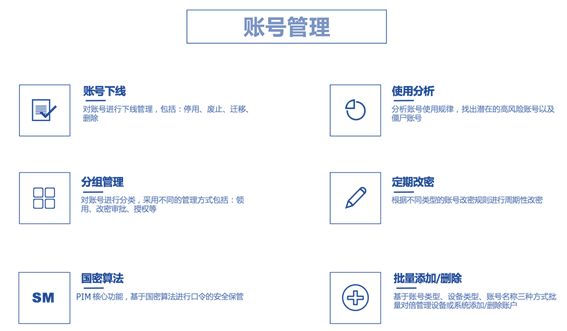 账号管理
账号下线
对账号进行下线管理，包括：停用、废止、迁移、
删除
使用分析
分析账号使用规律，找出潜在的高风险账号以及
僵尸账号
分组管理
对账号进行分类，采用不同的管理方式包括：领
用、改密审批、授权等
定期改密
根据不同类型的账号改密规则进行周期性改密
SM
国密算法
PIM 核心功能，基于国密算法进行口令的安全保管
批量添加/删除
基于账号类型、设备类型、账号名称三种方式批
量对倍管理设备或系统添加/删除账户